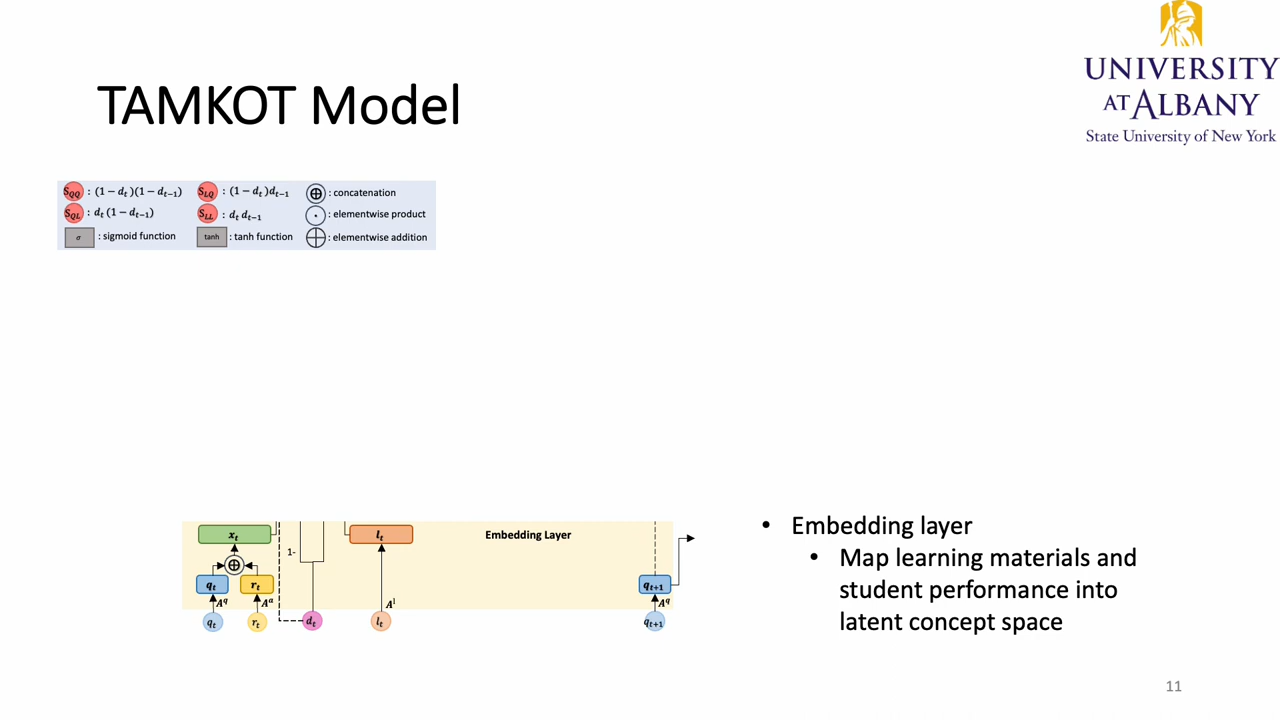 UNIVERSITY
AT ALBANY
State University of New York
TAMKOT Model
S_QQ : (1 − d_t)(1 − d_{t−1}) S_LQ : (1 − d_t)d_{t−1} ⊕ : concatenation
S_QL : d_t (1 − d_{t−1}) S_LL : d_t d_{t−1} ⊙ : elementwise product
σ : sigmoid function tanh : tanh function ⊕ : elementwise addition
x_t 1- l_t Embedding Layer
⊕
q_t r_t q_{t+1}
A^q A^a A^l A^q
q_t r_t d_t l_t q_{t+1}
• Embedding layer
• Map learning materials and
student performance into
latent concept space
11